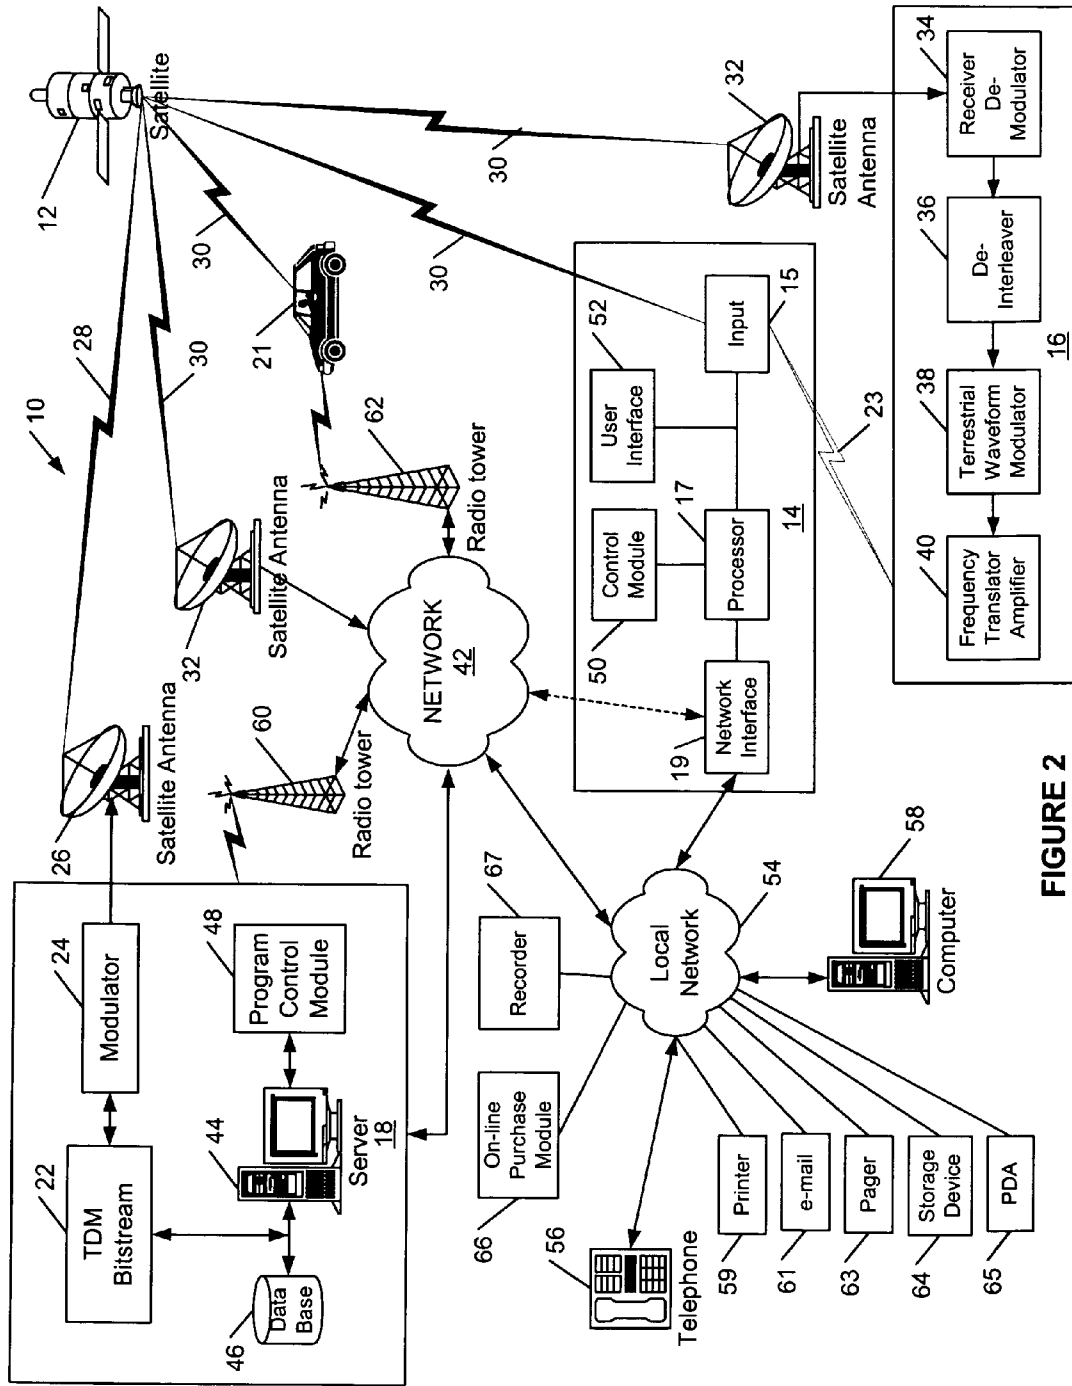 10
12
Satellite
28
30
30
30
30
21
26
Satellite Antenna
32
Satellite Antenna
32
Satellite
Antenna
62
Radio tower
60
Radio tower
NETWORK
42
22
TDM
Bitstream
24
Modulator
48
Program
Control
Module
44
Server
18
46
Data
Base
52
User
Interface
15
Input
50
Control
Module
17
Processor
14
19
Network
Interface
23
34
Receiver
De-
Modulator
36
De-
Interleaver
38
Terrestrial
Waveform
Modulator
40
Frequency
Translator
Amplifier
16
67
Recorder
66
On-line
Purchase
Module
Local
Network
54
56
Telephone
58
Computer
Printer
59
e-mail
61
Pager
63
Storage
Device
64
PDA
65
FIGURE 2